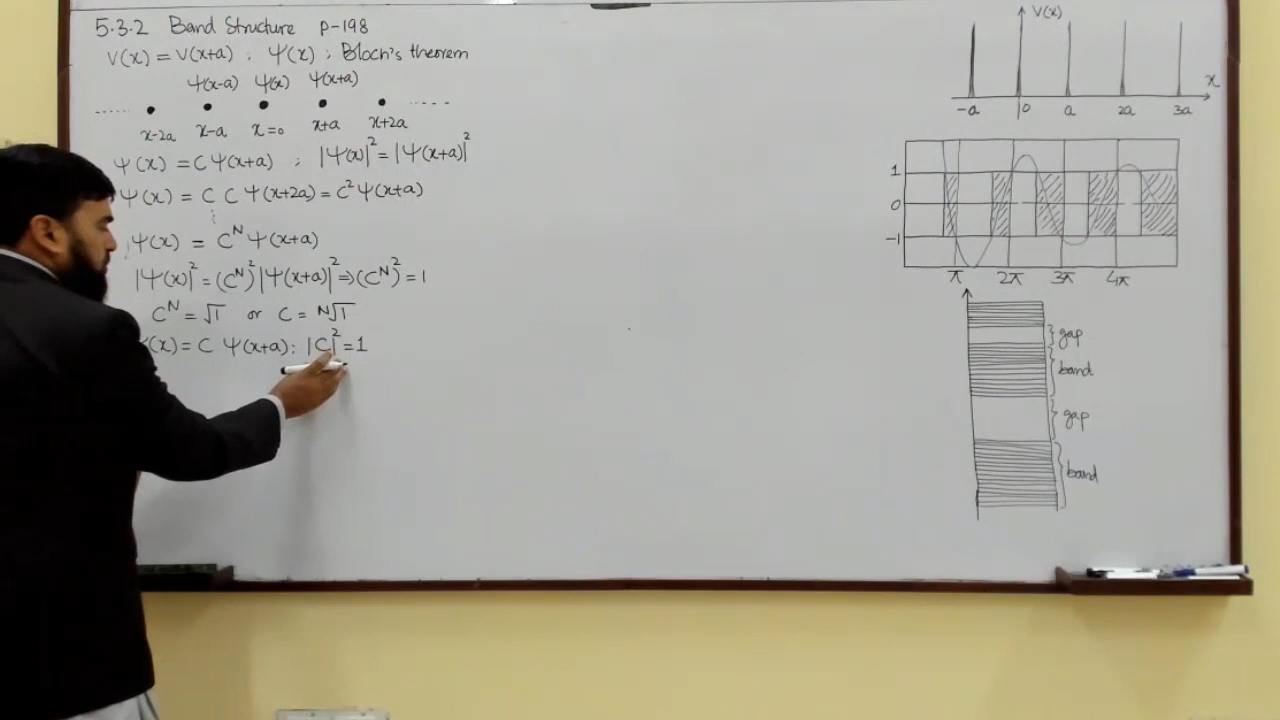 5.3.2 Band Structure P-198
V(x) = V(x+a) ; Ψ(x) ; Bloch's theorem
Ψ(x-a) Ψ(x) Ψ(x+a)
x-2a x-a x=0 x+a x+2a
Ψ(x) = C Ψ(x+a) ; |Ψ(x)|² = |Ψ(x+a)|²
Ψ(x) = C C Ψ(x+2a) = C² Ψ(x+a)
Ψ(x) = C^N Ψ(x+a)
|Ψ(x)|² = (C^N)² |Ψ(x+a)|² ⇒ (C^N)² = 1
C^N = √1 or C = ᴺ√1
(x) = C Ψ(x+a) : |C|² = 1
V(x)
x
-a 0 a 2a 3a
1
0
-1
π 2π 3π 4π
gap
band
gap
band